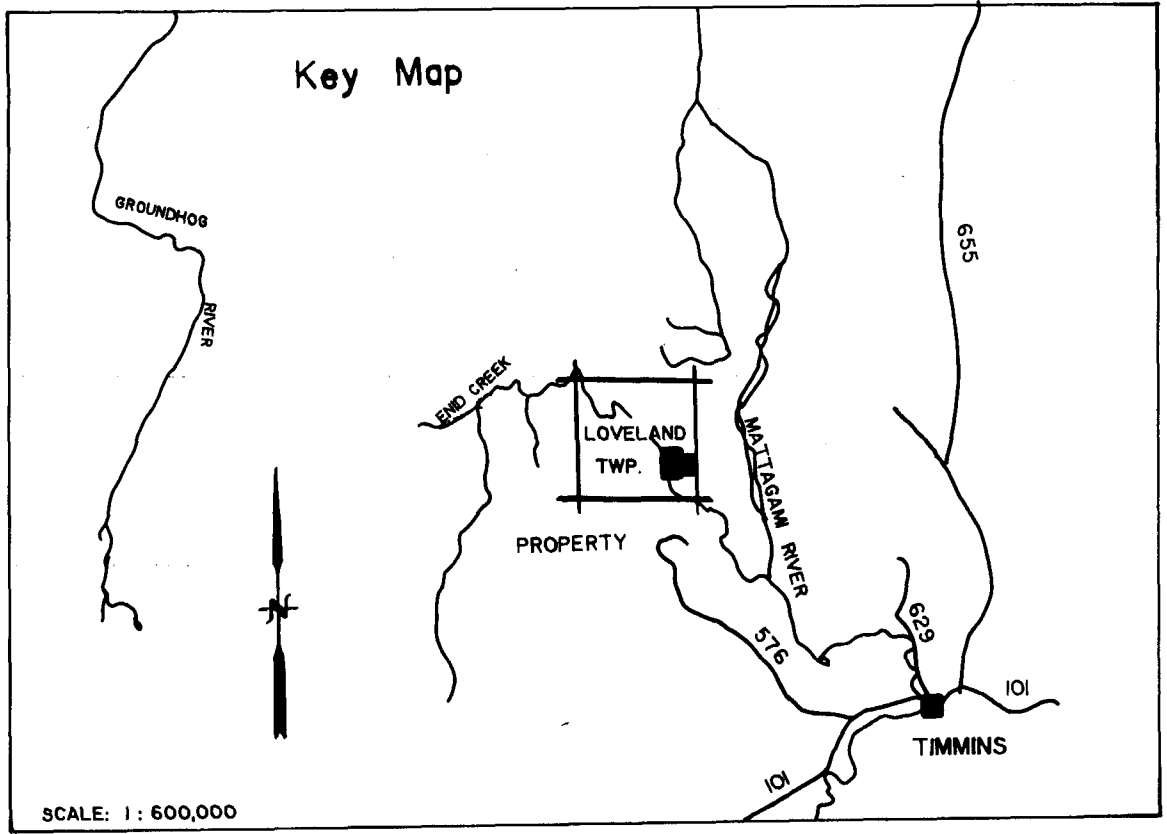 Key Map
GROUNDHOG
RIVER
655
ENID CREEK
LOVELAND
TWP.
MATTAGAMI RIVER
PROPERTY
N
576
629
101
TIMMINS
101
SCALE: 1 : 600,000